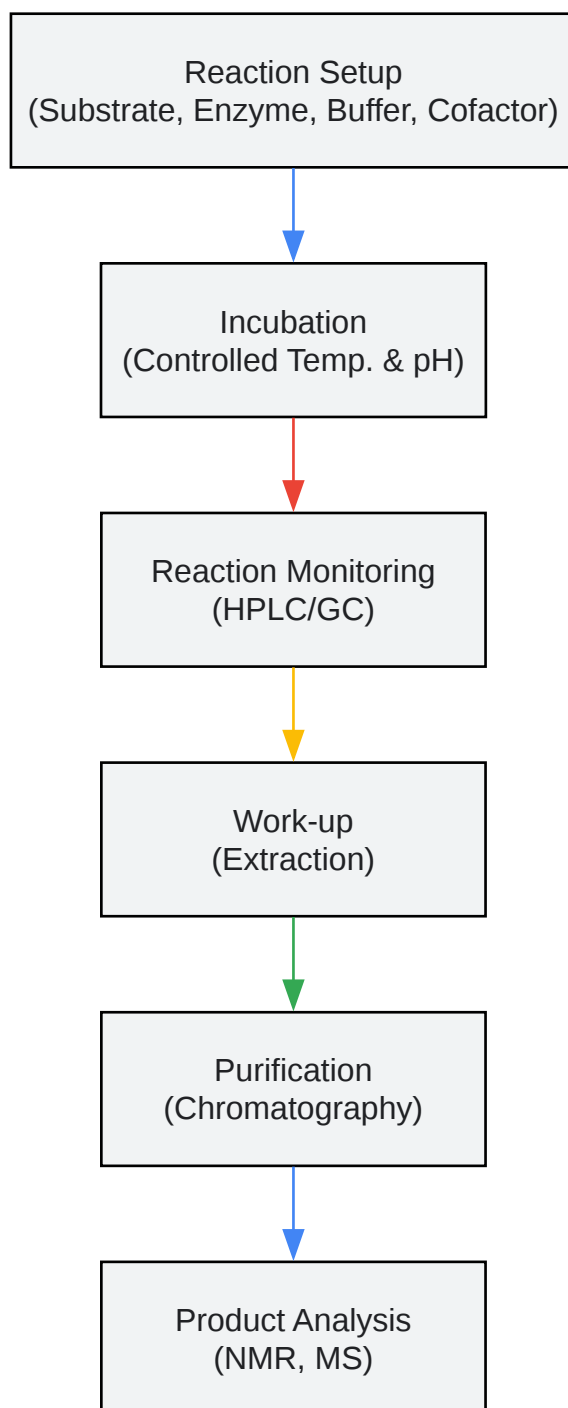 Reaction Setup
(Substrate, Enzyme, Buffer, Cofactor)
Incubation
(Controlled Temp. & pH)
Reaction Monitoring
(HPLC/GC)
Work-up
(Extraction)
Purification
(Chromatography)
Product Analysis
(NMR, MS)